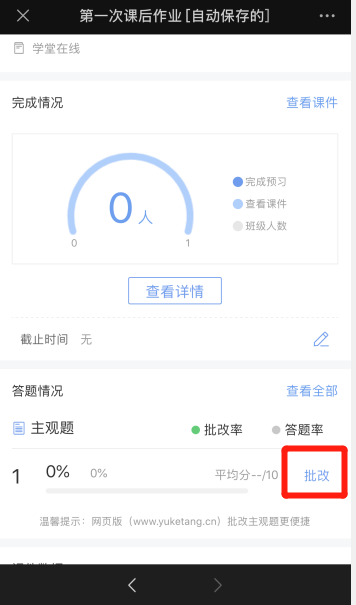 第一次课后作业[自动保存的]
学堂在线
完成情况 查看课件
完成预习
0人 查看课件
班级人数
0 1
查看详情
截止时间 无
答题情况 查看全部
主观题 批改率 答题率
1 0% 0% 平均分--/10 批改
温馨提示：网页版（www.yuketang.cn）批改主观题更便捷